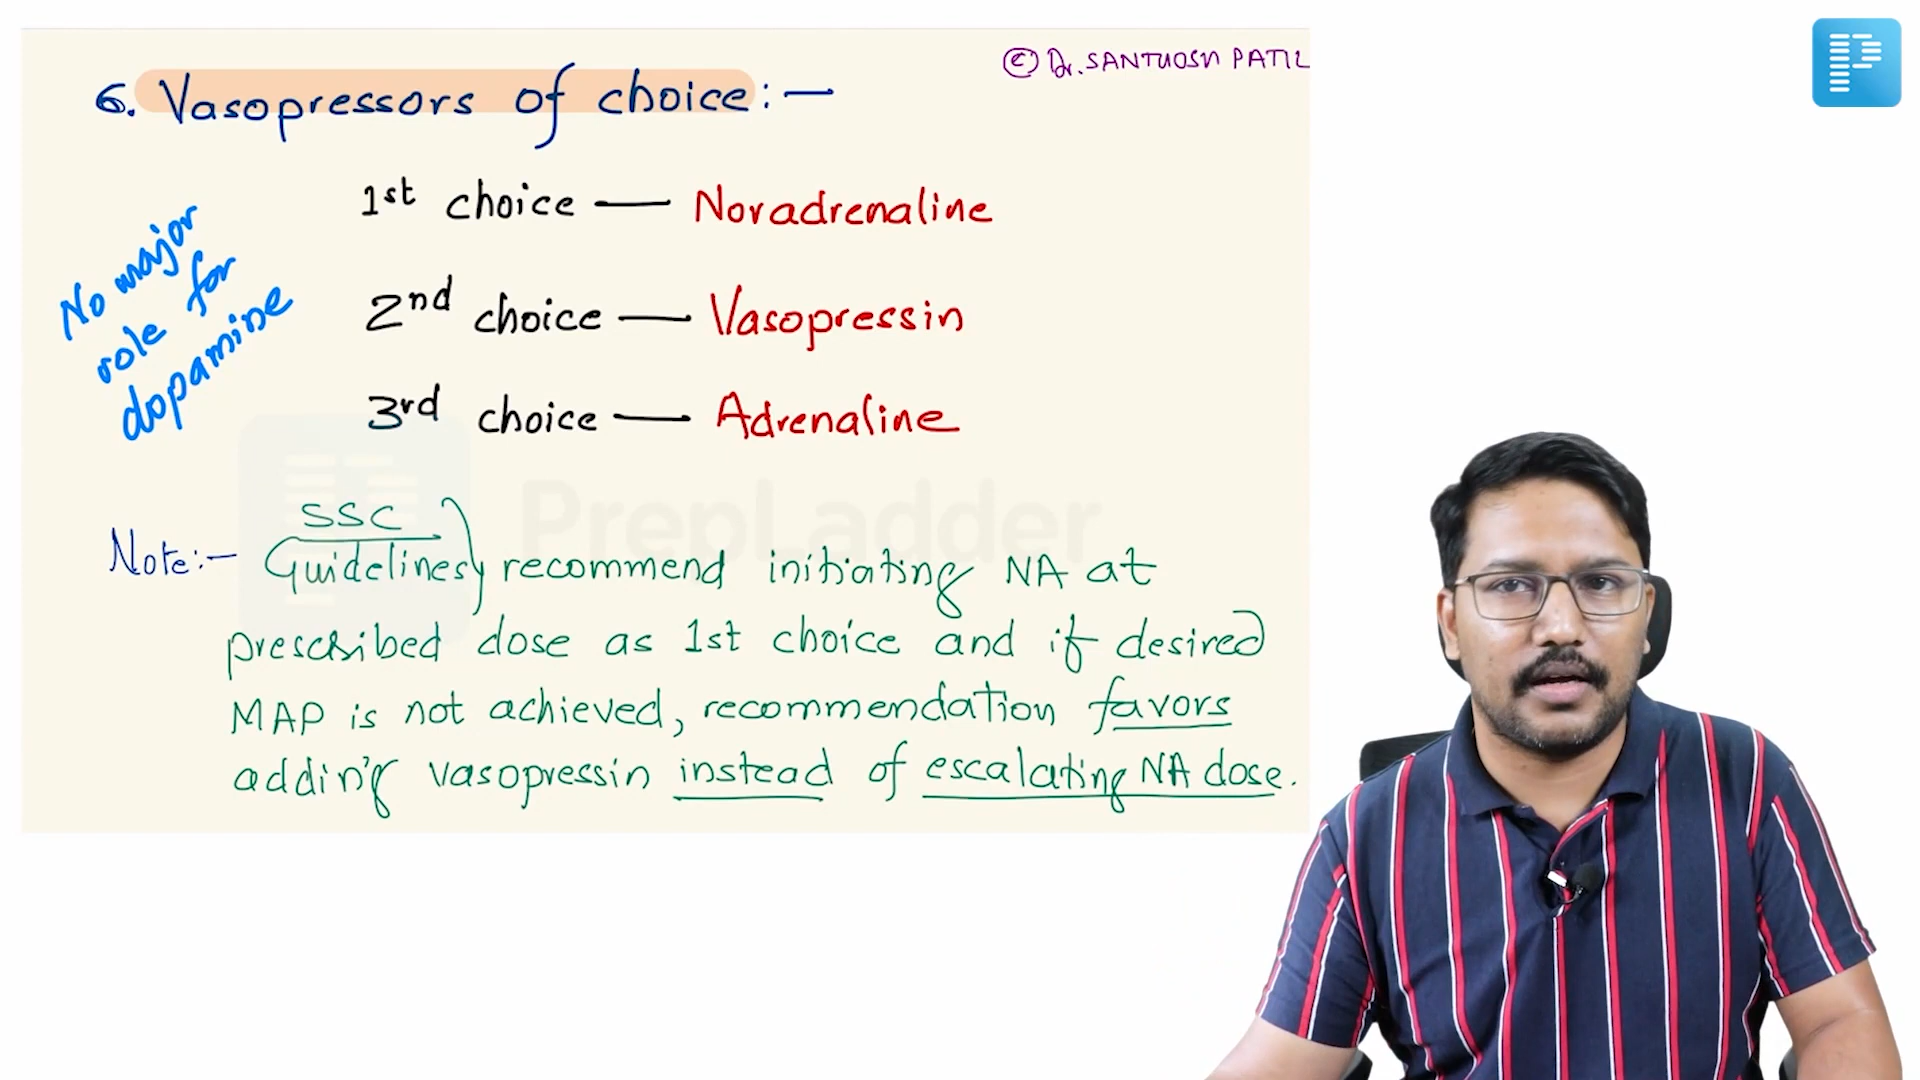 © Dr. SANTHOSH PATIL
6. Vasopressors of choice:-
1st choice — Noradrenaline
2nd choice — Vasopressin
3rd choice — Adrenaline
No major
role for
dopamine
PrepLadder
Note:- SSC
Guidelines recommend initiating NA at
prescribed dose as 1st choice and if desired
MAP is not achieved, recommendation favors
adding vasopressin instead of escalating NA dose.